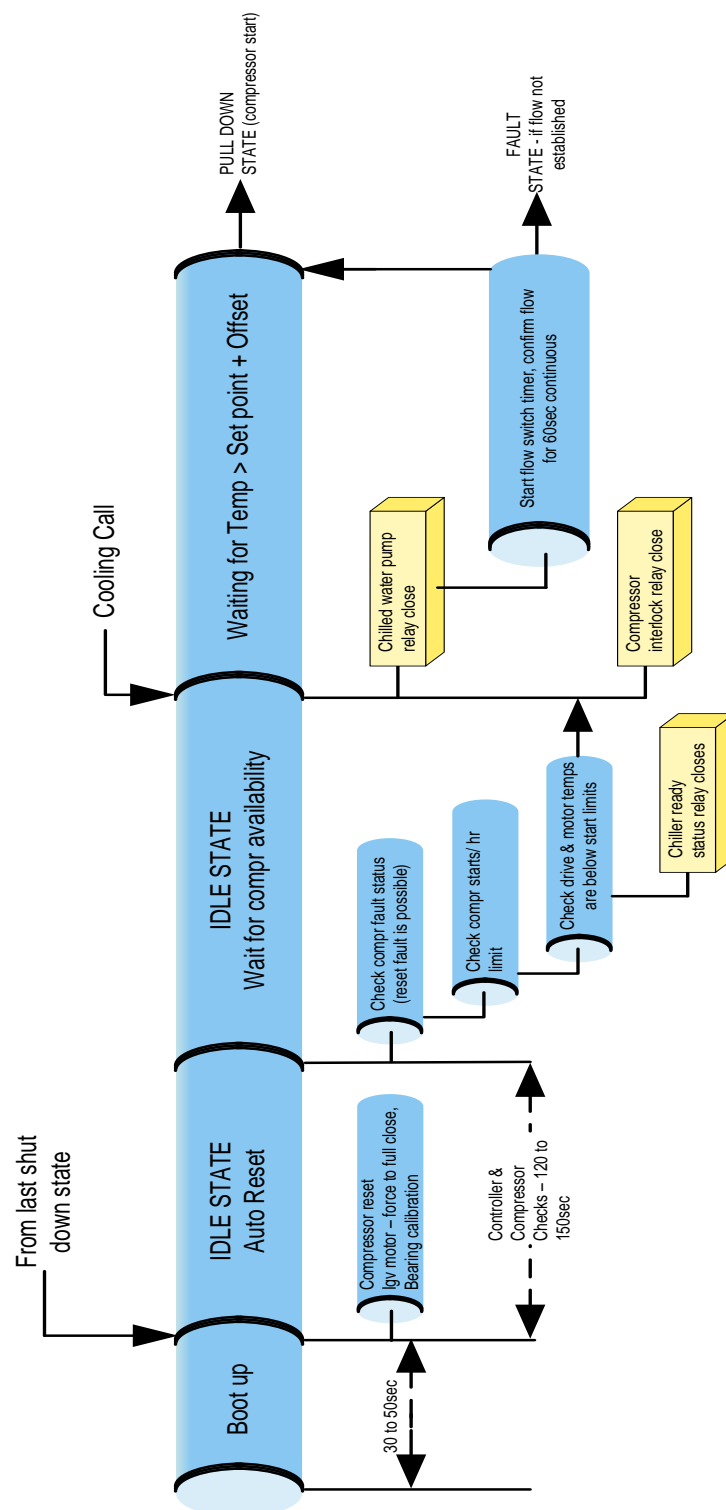 From last shut
down state
Cooling Call
Boot up
IDLE STATE
Auto Reset
IDLE STATE
Wait for compr availability
Waiting for Temp > Set point + Offset
PULL DOWN
STATE (compressor start)
30 to 50sec
Compressor reset
Igv motor – force to full close,
Bearing calibration
Controller &
Compressor
Checks – 120 to
150sec
Check compr fault status
(reset fault is possible)
Check compr starts/ hr
limit
Check drive & motor temps
are below start limits
Chiller ready
status relay closes
Chilled water pump
relay close
Compressor
interlock relay close
Start flow switch timer, confirm flow
for 60sec continuous
FAULT
STATE - if flow not
established